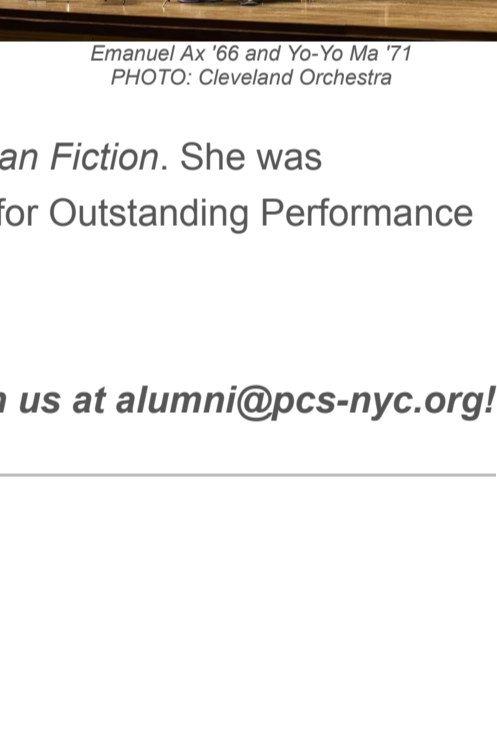 Emanuel Ax '66 and Yo-Yo Ma '71
PHOTO: Cleveland Orchestra
an Fiction. She was
for Outstanding Performance
us at alumni@pcs-nyc.org!